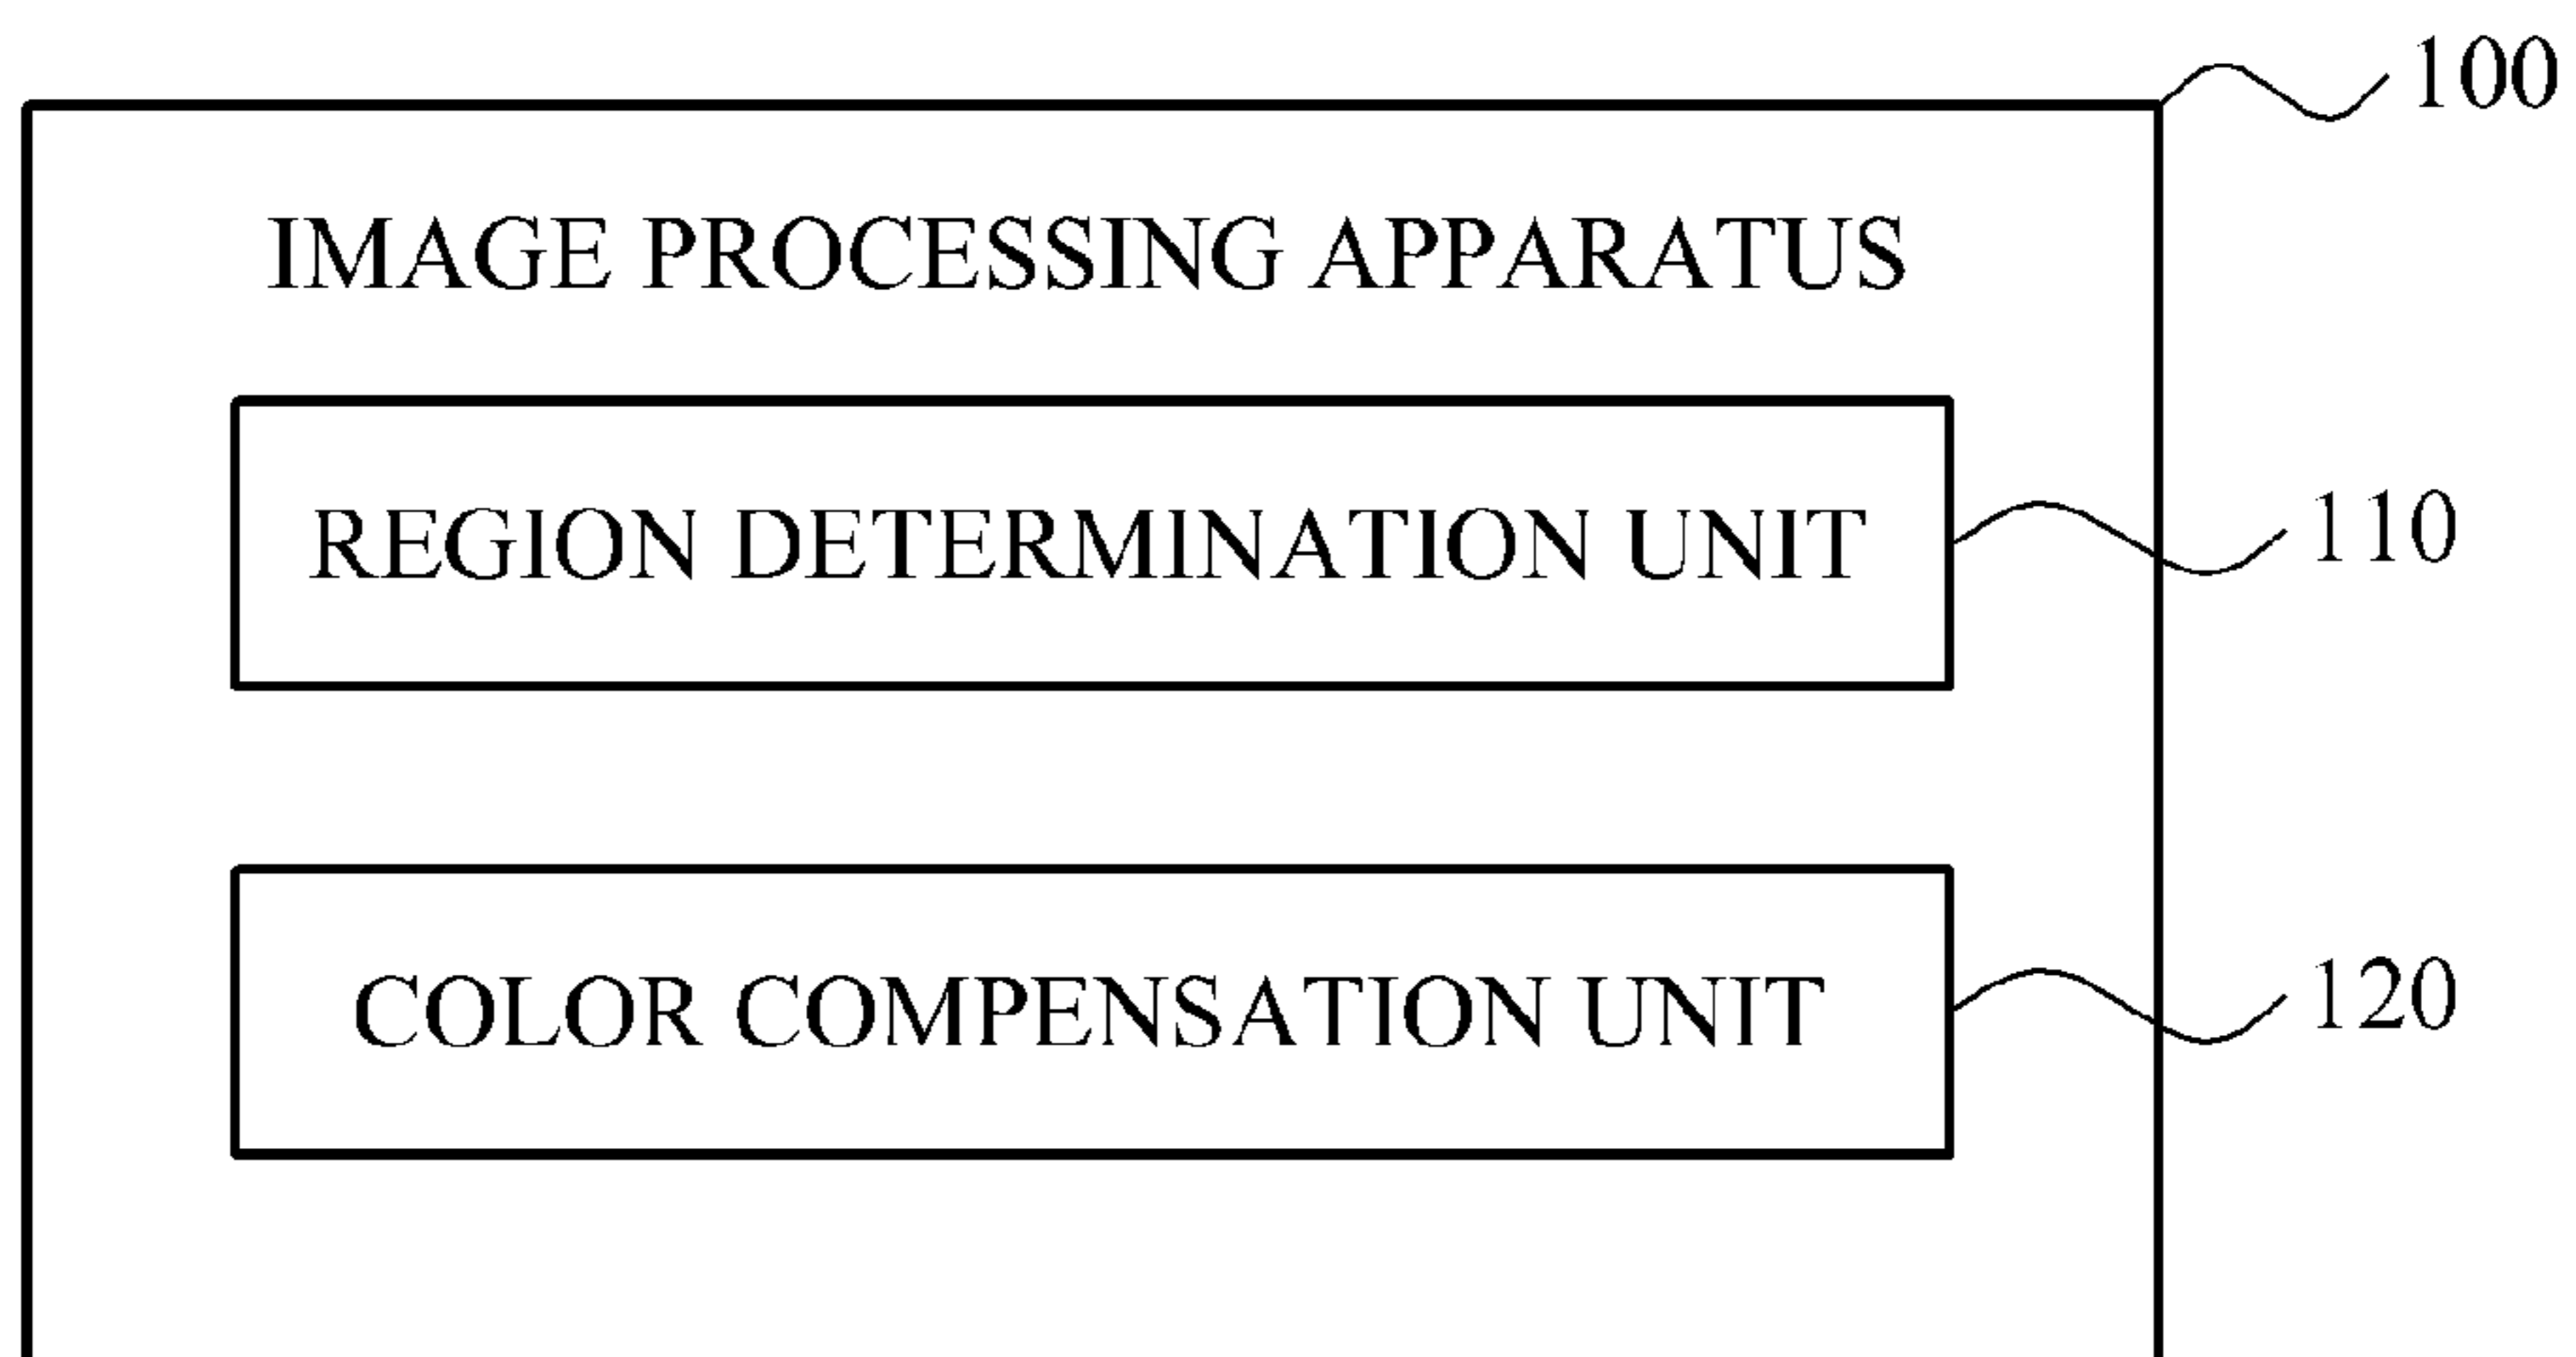 100
IMAGE PROCESSING APPARATUS
REGION DETERMINATION UNIT
110
COLOR COMPENSATION UNIT
120